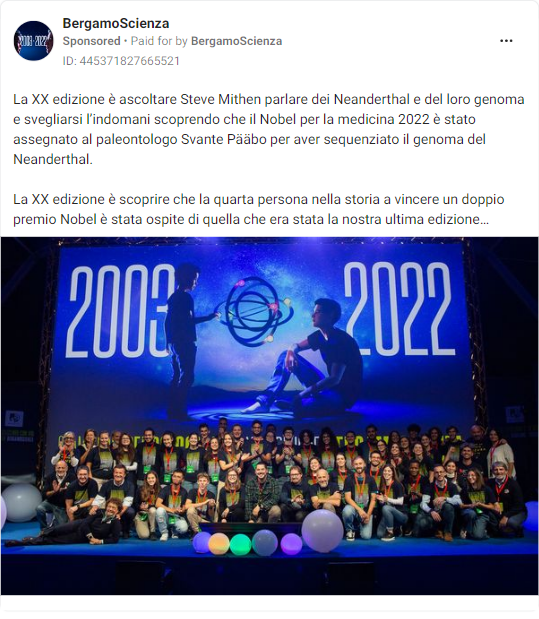 BergamoScienza
Sponsored • Paid for by BergamoScienza
ID: 445371827665521
La XX edizione è ascoltare Steve Mithen parlare dei Neanderthal e del loro genoma
e svegliarsi l’indomani scoprendo che il Nobel per la medicina 2022 è stato
assegnato al paleontologo Svante Pääbo per aver sequenziato il genoma del
Neanderthal.
La XX edizione è scoprire che la quarta persona nella storia a vincere un doppio
premio Nobel è stata ospite di quella che era stata la nostra ultima edizione…
2003 2022